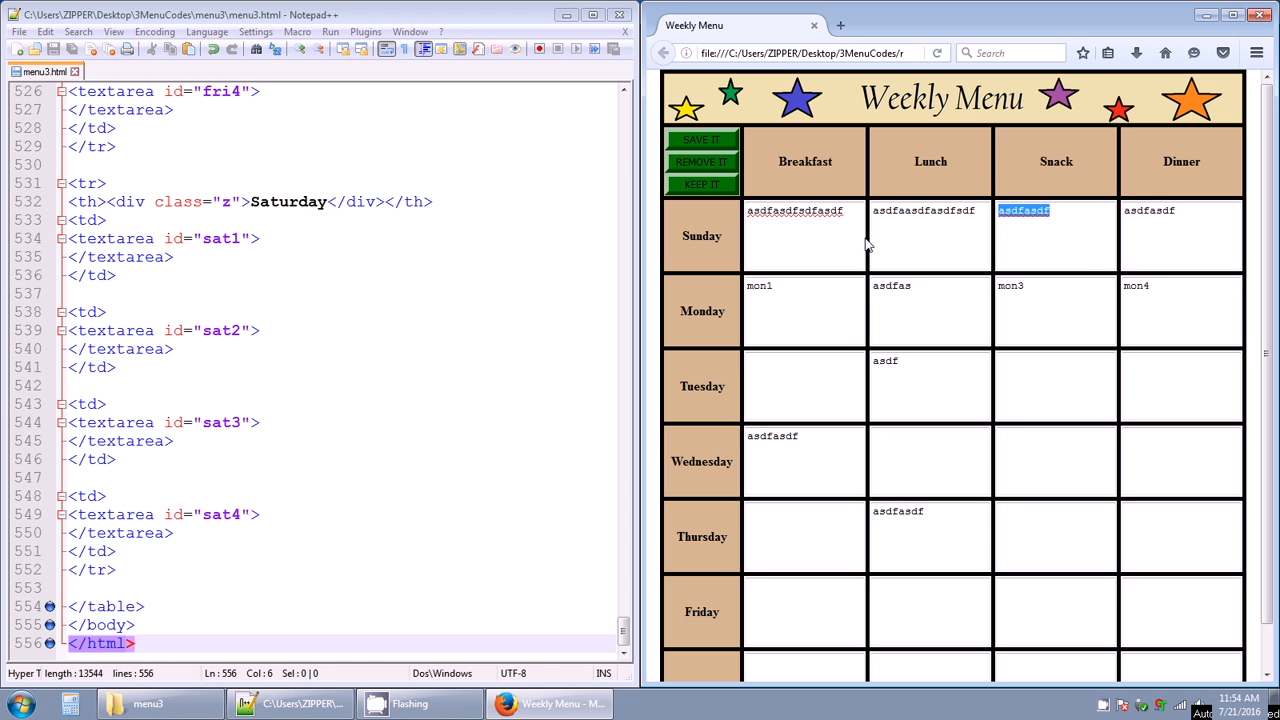 C:\Users\ZIPPER\Desktop\3MenuCodes\menu3\menu3.html - Notepad++
File Edit Search View Encoding Language Settings Macro Run Plugins Window ?
menu3.html
526 <textarea id="fri4">
527 </textarea>
528 </td>
529 </tr>
530
531 <tr>
532 <th><div class="z">Saturday</div></th>
533 <td>
534 <textarea id="sat1">
535 </textarea>
536 </td>
537
538 <td>
539 <textarea id="sat2">
540 </textarea>
541 </td>
542
543 <td>
544 <textarea id="sat3">
545 </textarea>
546 </td>
547
548 <td>
549 <textarea id="sat4">
550 </textarea>
551 </td>
552 </tr>
553
554 </table>
555 </body>
556 </html>
Hyper T length : 13544 lines : 556 Ln : 556 Col : 6 Sel : 0 | 0 Dos\Windows UTF-8 INS
Weekly Menu
file:///C:/Users/ZIPPER/Desktop/3MenuCodes/r
Search
Weekly Menu
SAVE IT
REMOVE IT
KEEP IT
Breakfast Lunch Snack Dinner
Sunday asdfasdfsdfasdf asdfaasdfasdfsdf asdfasdf asdfasdf
Monday mon1 asdfas mon3 mon4
Tuesday asdf
Wednesday asdfasdf
Thursday asdfasdf
Friday
menu3
C:\Users\ZIPPER\...
Flashing
Weekly Menu - M...
11:54 AM
7/21/2016